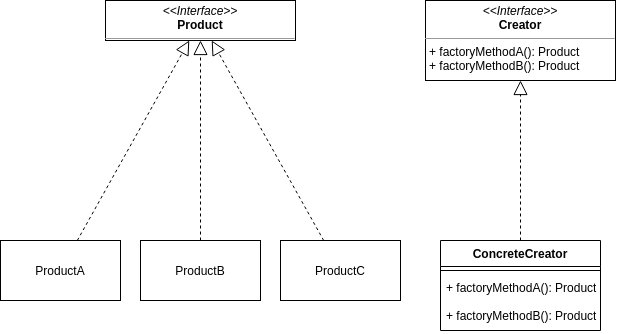 <<Interface>>
Product
<<Interface>>
Creator
+ factoryMethodA(): Product
+ factoryMethodB(): Product
ProductA
ProductB
ProductC
ConcreteCreator
+ factoryMethodA(): Product
+ factoryMethodB(): Product